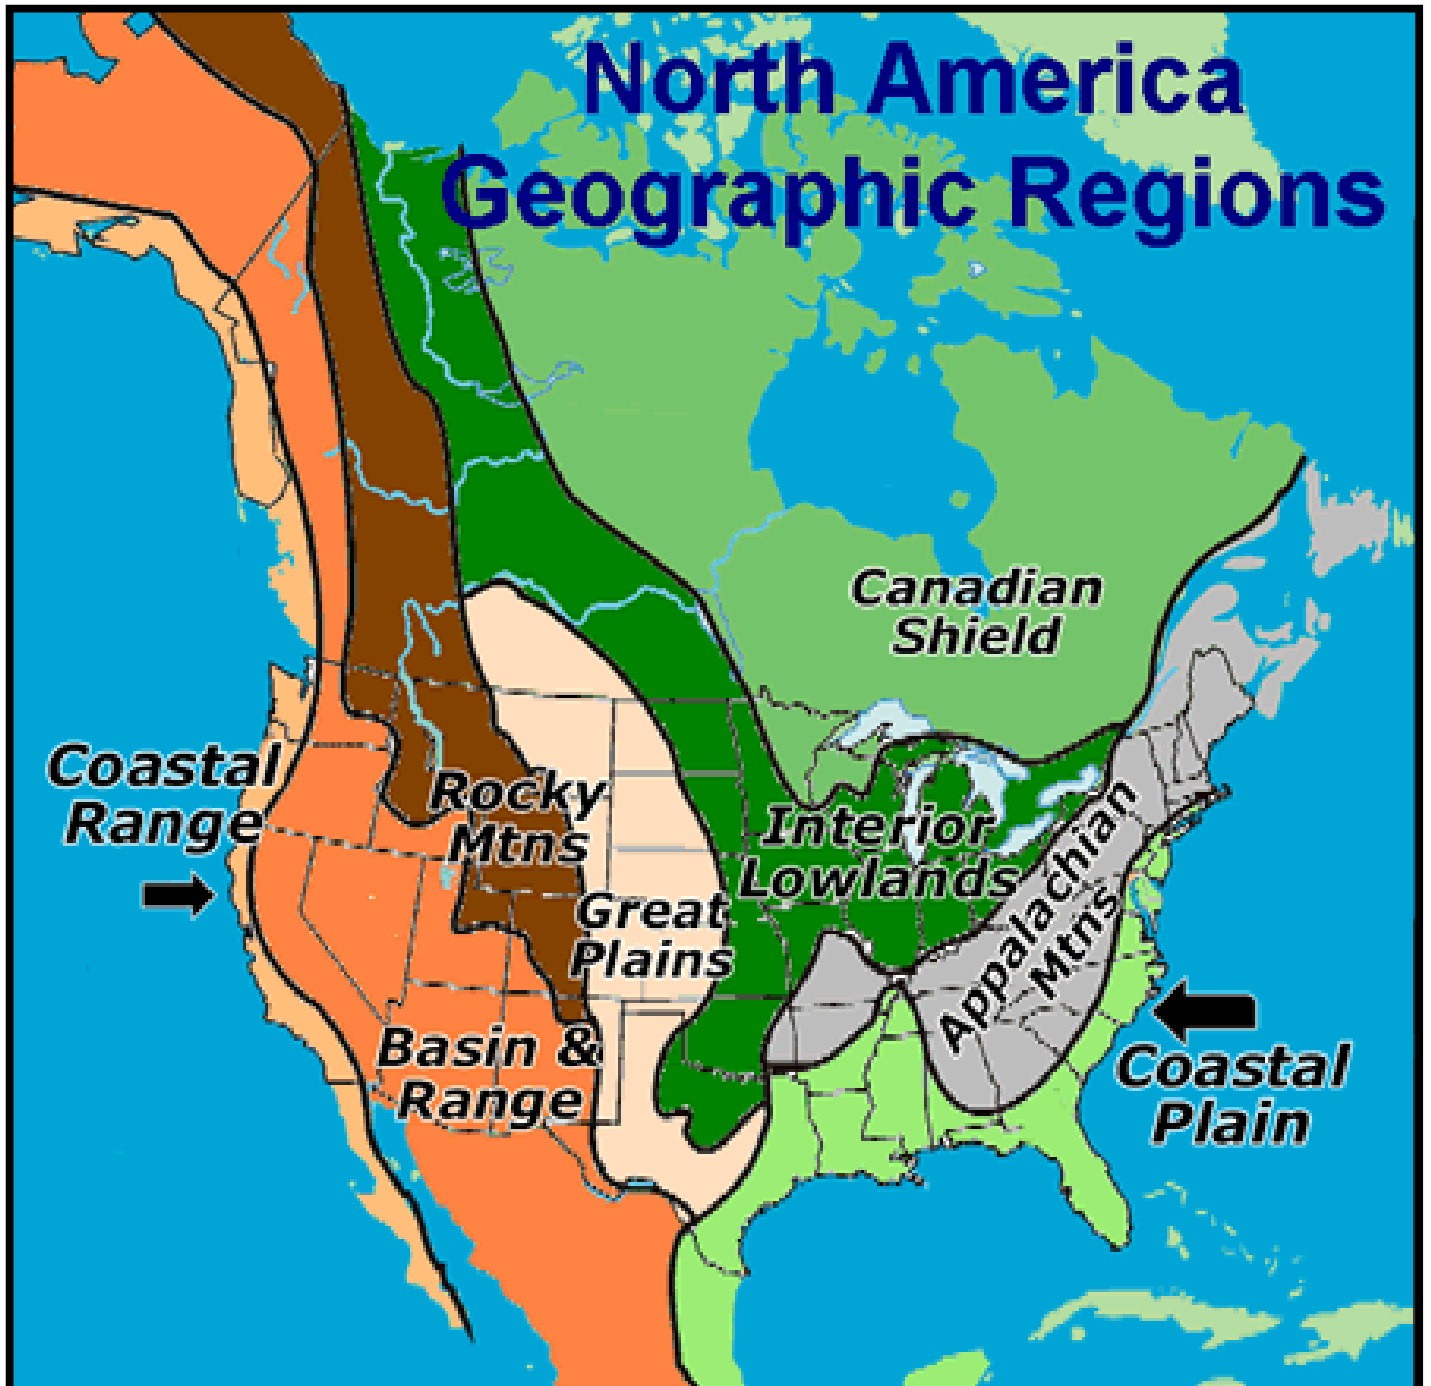 North America
Geographic Regions
Canadian
Shield
Coastal
Range
Rocky
Mtns
Interior
Lowlands
Great
Plains
Appalachian
Mtns
Basin &
Range
Coastal
Plain